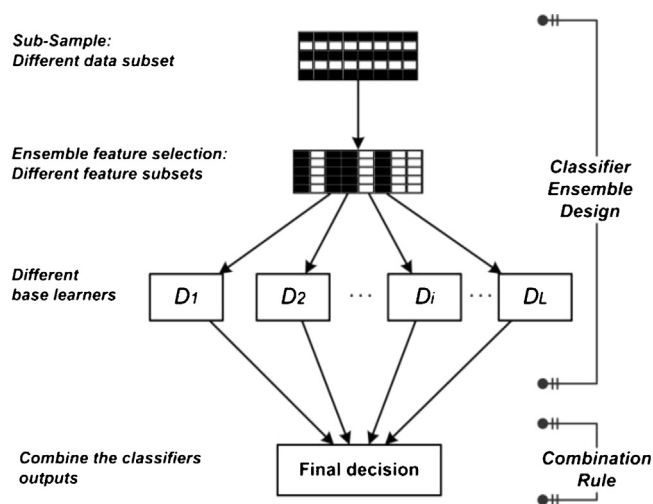 Sub-Sample:
Different data subset
Ensemble feature selection:
Different feature subsets
Classifier
Ensemble
Design
Different
base learners
D1
D2
...
Di
...
DL
Combine the classifiers
outputs
Final decision
Combination
Rule